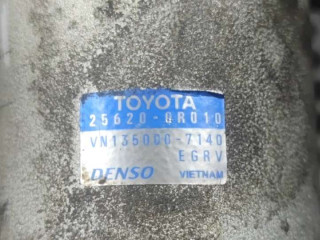 TOYOTA
25620-0R010
VN135000-7140
EGRV
DENSO VIETNAM